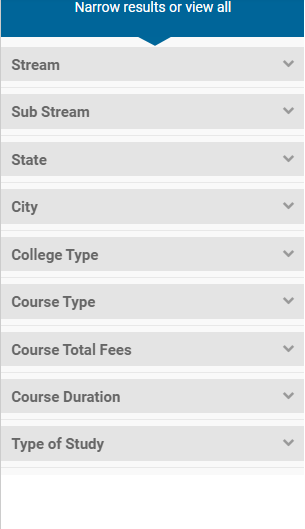 Narrow results or view all
Stream
Sub Stream
State
City
College Type
Course Type
Course Total Fees
Course Duration
Type of Study